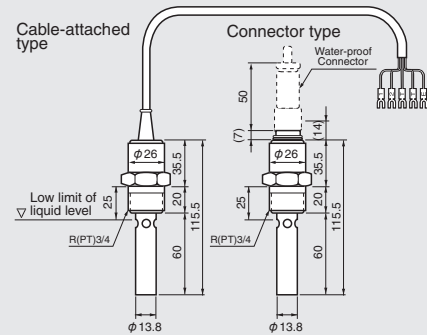 Cable-attached
type
Connector type
Water-proof
Connector
50
(7)
(14)
φ26
35.5
φ26
35.5
Low limit of
liquid level
25
20
115.5
25
20
115.5
R(PT)3/4
R(PT)3/4
60
60
φ13.8
φ13.8